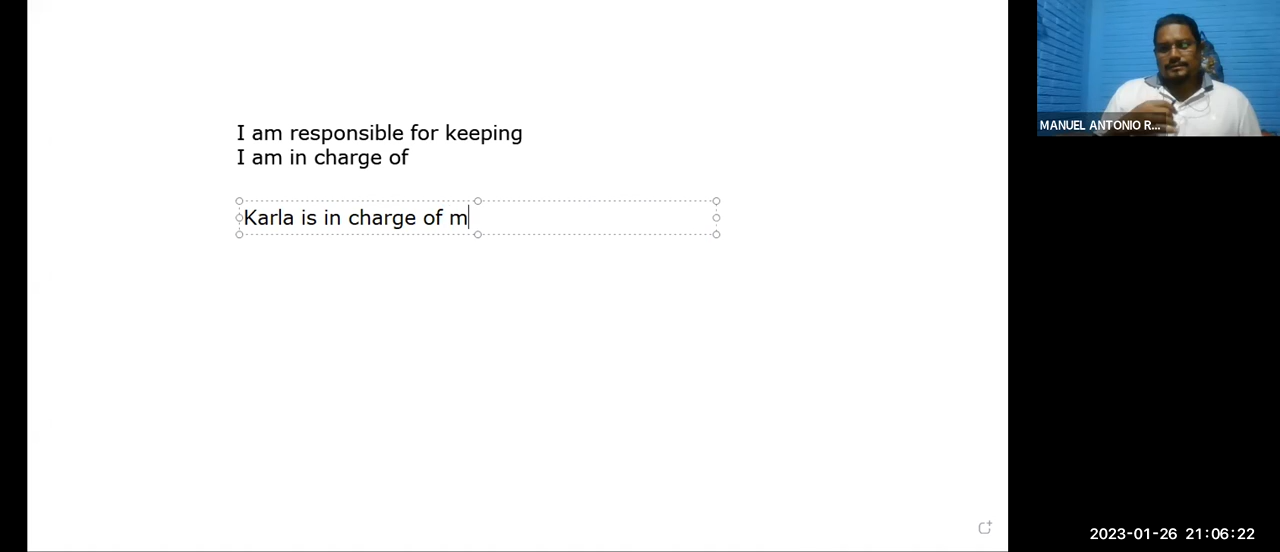 I am responsible for keeping
I am in charge of
Karla is in charge of m
MANUEL ANTONIO R...
2023-01-26 21:06:22